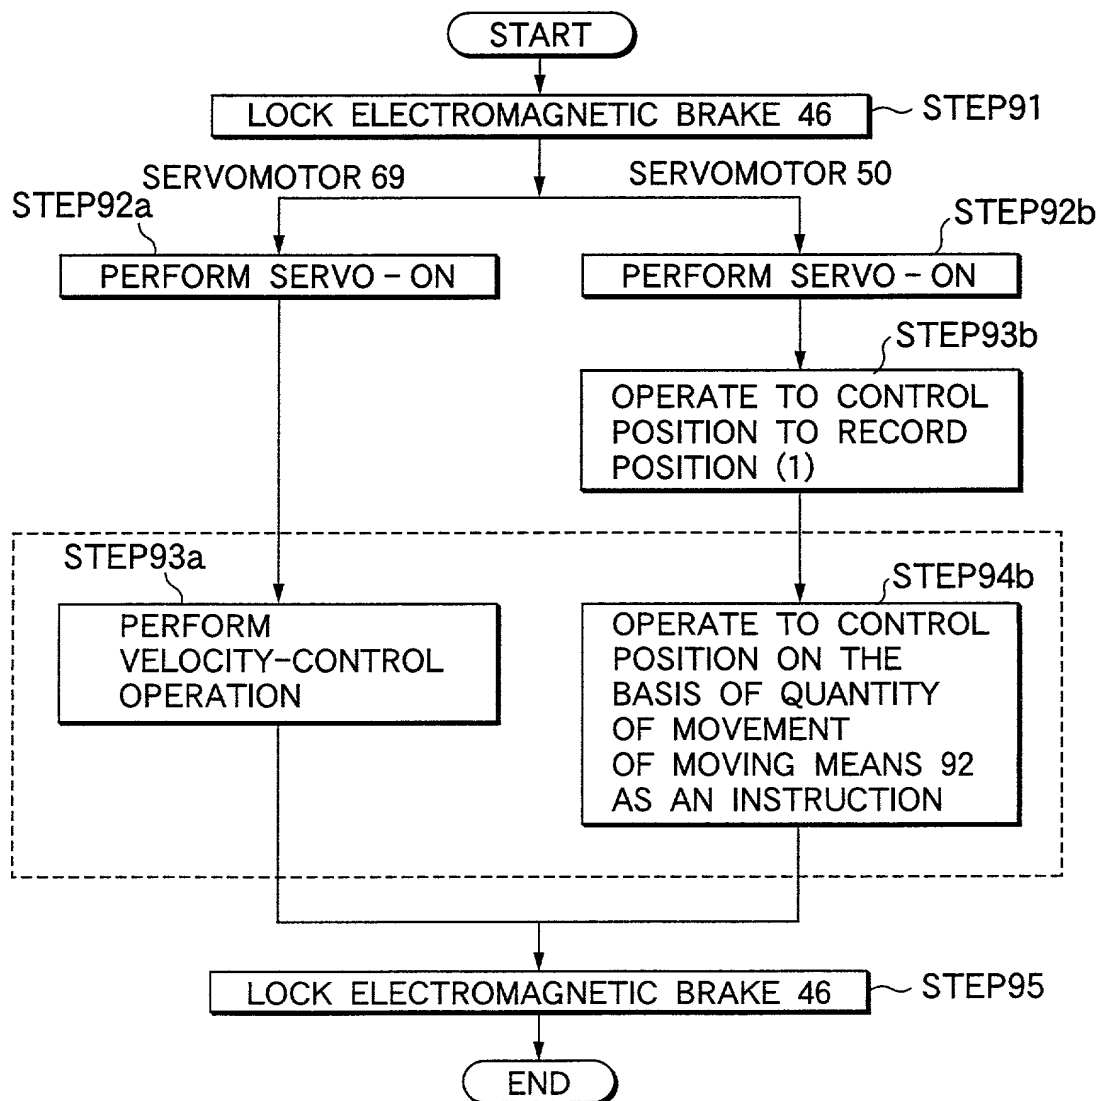 START
LOCK ELECTROMAGNETIC BRAKE 46
STEP91
SERVOMOTOR 69
SERVOMOTOR 50
STEP92a
STEP92b
PERFORM SERVO-ON
PERFORM SERVO-ON
STEP93b
OPERATE TO CONTROL
POSITION TO RECORD
POSITION (1)
STEP93a
PERFORM
VELOCITY-CONTROL
OPERATION
STEP94b
OPERATE TO CONTROL
POSITION ON THE
BASIS OF QUANTITY
OF MOVEMENT
OF MOVING MEANS 92
AS AN INSTRUCTION
LOCK ELECTROMAGNETIC BRAKE 46
STEP95
END